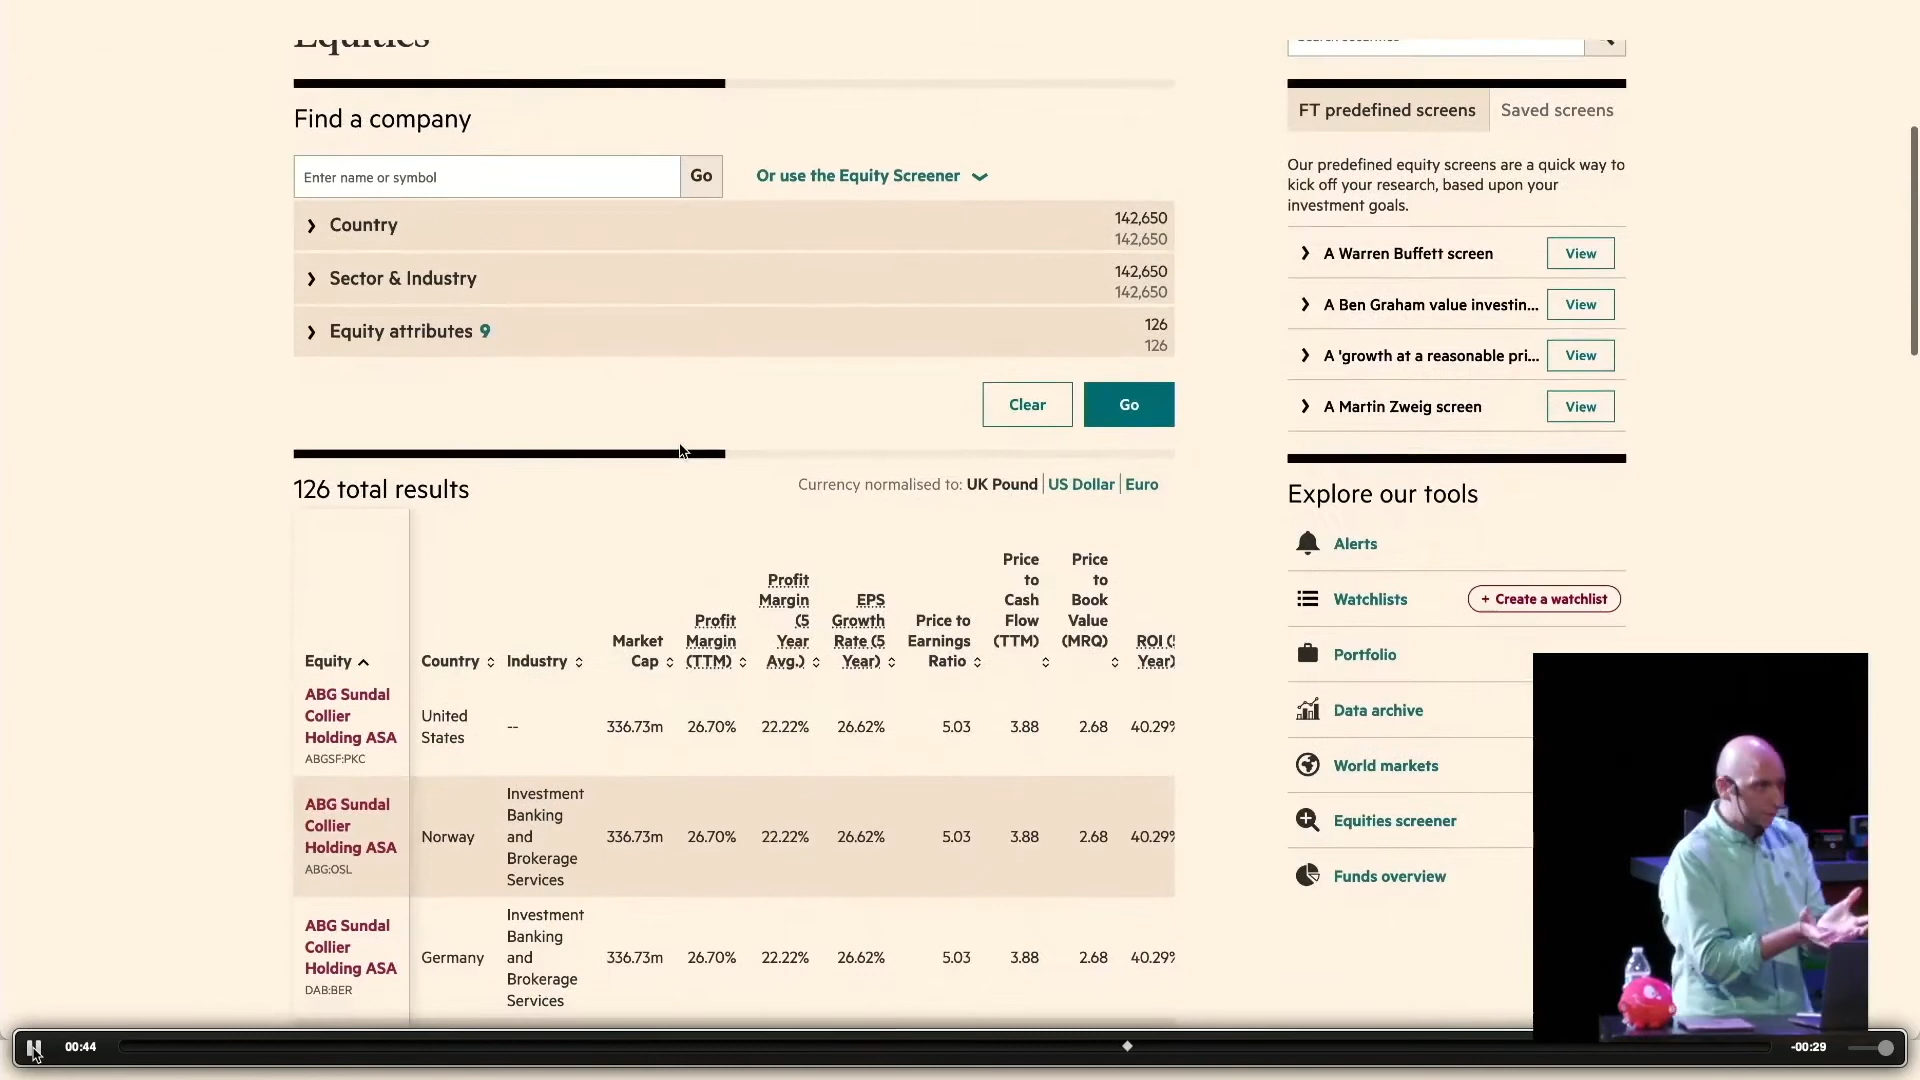 Equities
Find a company
Enter name or symbol
Go
Or use the Equity Screener
Country
142,650
142,650
Sector & Industry
142,650
142,650
Equity attributes 9
126
126
Clear
Go
126 total results
Currency normalised to: UK Pound | US Dollar | Euro
Equity
Country
Industry
Market
Cap
Profit
Margin
(TTM)
Profit
Margin
(5
Year
Avg.)
EPS
Growth
Rate (5
Year)
Price to
Earnings
Ratio
Price
to
Cash
Flow
(TTM)
Price
to
Book
Value
(MRQ)
ROI (5
Year)
ABG Sundal
Collier
Holding ASA
ABGSF:PKC
United
States
--
336.73m
26.70%
22.22%
26.62%
5.03
3.88
2.68
40.29%
ABG Sundal
Collier
Holding ASA
ABG:OSL
Norway
Investment
Banking
and
Brokerage
Services
336.73m
26.70%
22.22%
26.62%
5.03
3.88
2.68
40.29%
ABG Sundal
Collier
Holding ASA
DAB:BER
Germany
Investment
Banking
and
Brokerage
Services
336.73m
26.70%
22.22%
26.62%
5.03
3.88
2.68
40.29%
FT predefined screens
Saved screens
Our predefined equity screens are a quick way to
kick off your research, based upon your
investment goals.
A Warren Buffett screen
View
A Ben Graham value investin...
View
A 'growth at a reasonable pri...
View
A Martin Zweig screen
View
Explore our tools
Alerts
Watchlists
+ Create a watchlist
Portfolio
Data archive
World markets
Equities screener
Funds overview
00:44
-00:29